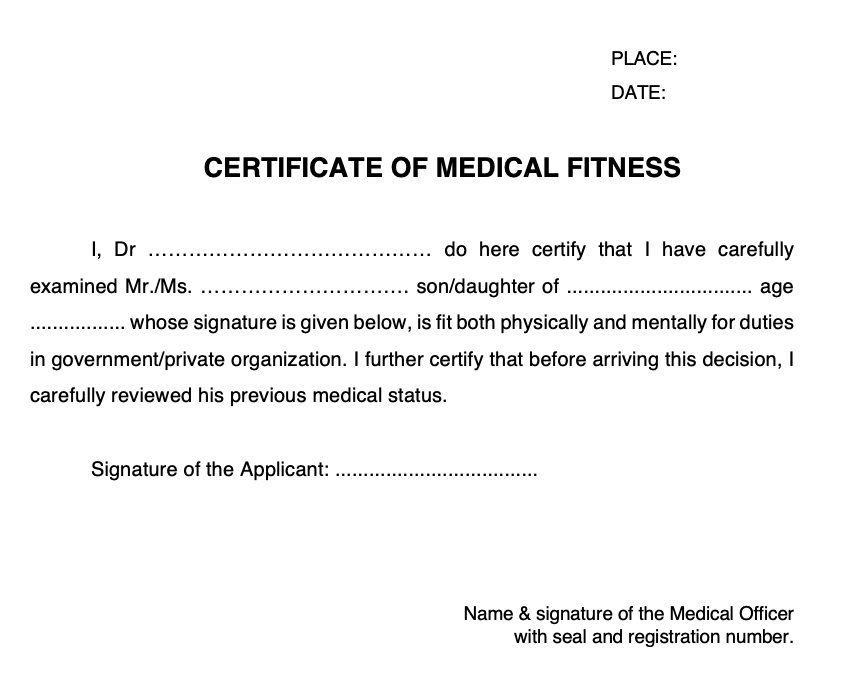 PLACE:
DATE:
CERTIFICATE OF MEDICAL FITNESS
I, Dr ……………………………………. do here certify that I have carefully
examined Mr./Ms. …………………………. son/daughter of ................................. age
................. whose signature is given below, is fit both physically and mentally for duties
in government/private organization. I further certify that before arriving this decision, I
carefully reviewed his previous medical status.
Signature of the Applicant: ....................................
Name & signature of the Medical Officer
with seal and registration number.